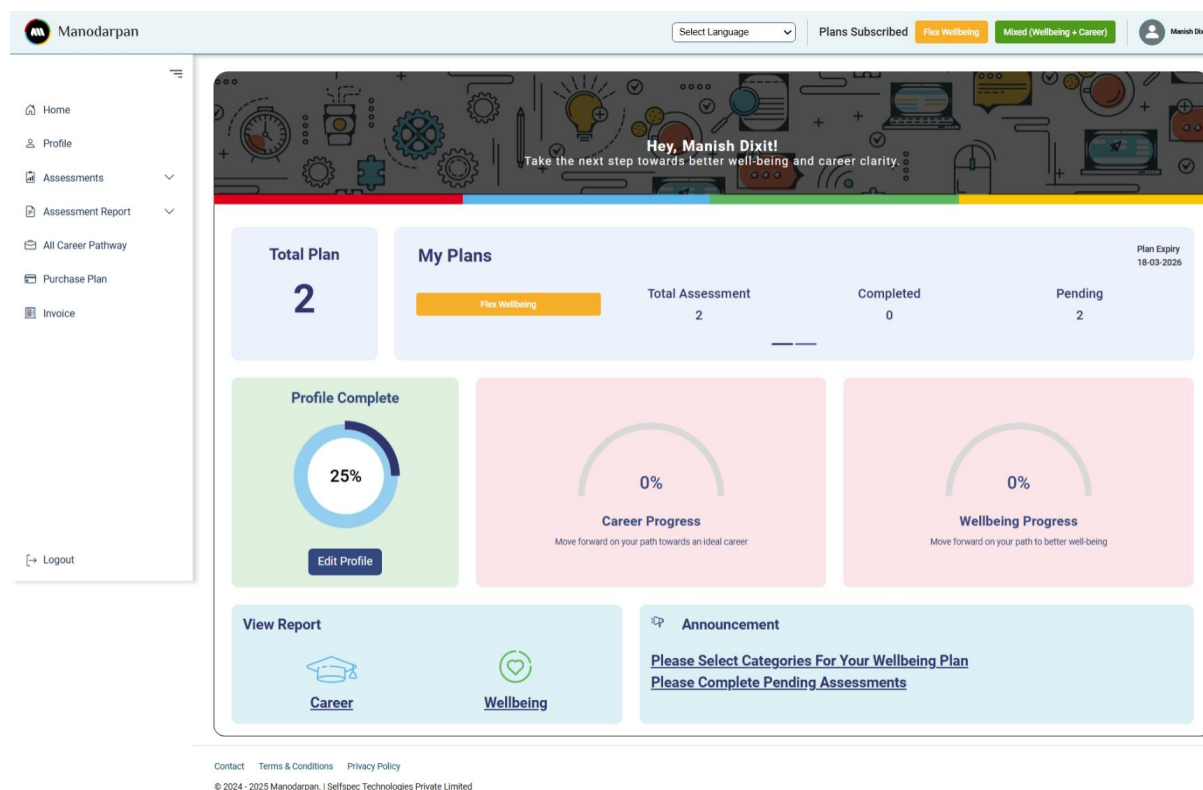 Manodarpan
Select Language
Plans Subscribed
Flex Wellbeing
Mixed (Wellbeing + Career)
Manish
Home
Profile
Assessments
Assessment Report
All Career Pathway
Purchase Plan
Invoice
Logout
Hey, Manish Dixit!
Take the next step towards better well-being and career clarity.
Total Plan
2
My Plans
Plan Expiry
18-03-2026
Flex Wellbeing
Total Assessment
2
Completed
0
Pending
2
Profile Complete
25%
Edit Profile
0%
Career Progress
Move forward on your path towards an ideal career
0%
Wellbeing Progress
Move forward on your path to better well-being
View Report
Career
Wellbeing
Announcement
Please Select Categories For Your Wellbeing Plan
Please Complete Pending Assessments
Contact Terms & Conditions Privacy Policy
© 2024 - 2025 Manodarpan. | Selfspec Technologies Private Limited